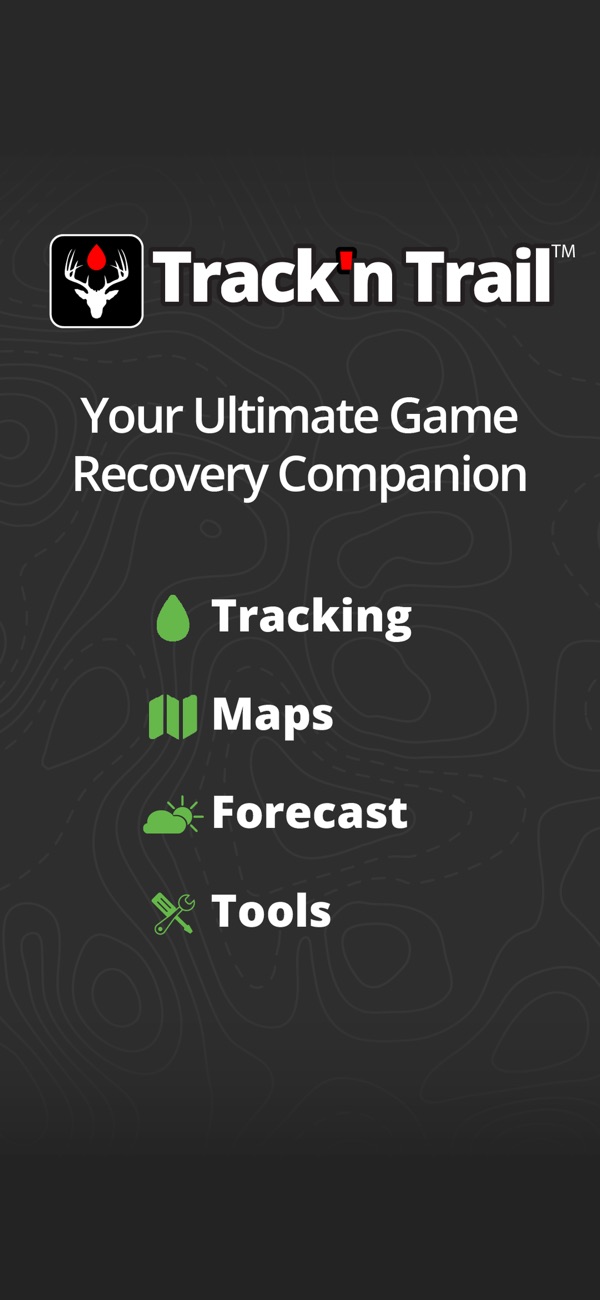 Track'n Trail™
Your Ultimate Game
Recovery Companion
Tracking
Maps
Forecast
Tools